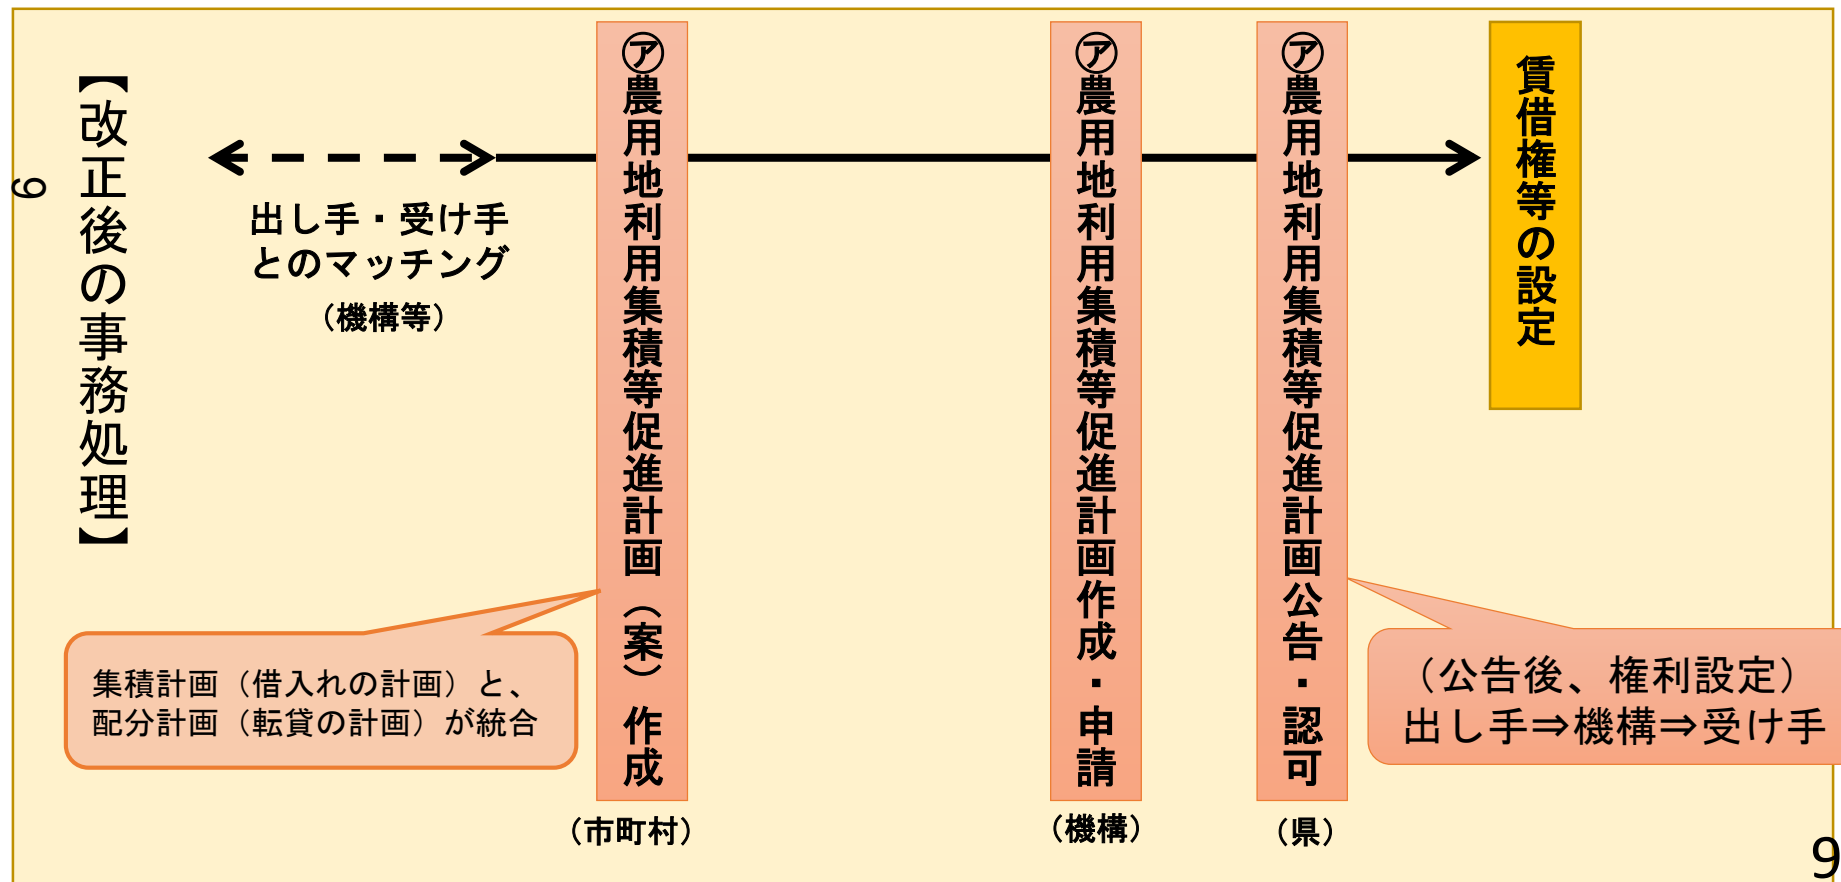 【改正後の事務処理】
9
出し手・受け手
とのマッチング
（機構等）
㋐農用地利用集積等促進計画（案）作成
（市町村）
集積計画（借入れの計画）と、
配分計画（転貸の計画）が統合
㋐農用地利用集積等促進計画作成・申請
（機構）
㋐農用地利用集積等促進計画公告・認可
（県）
（公告後、権利設定）
出し手⇒機構⇒受け手
賃借権等の設定
9